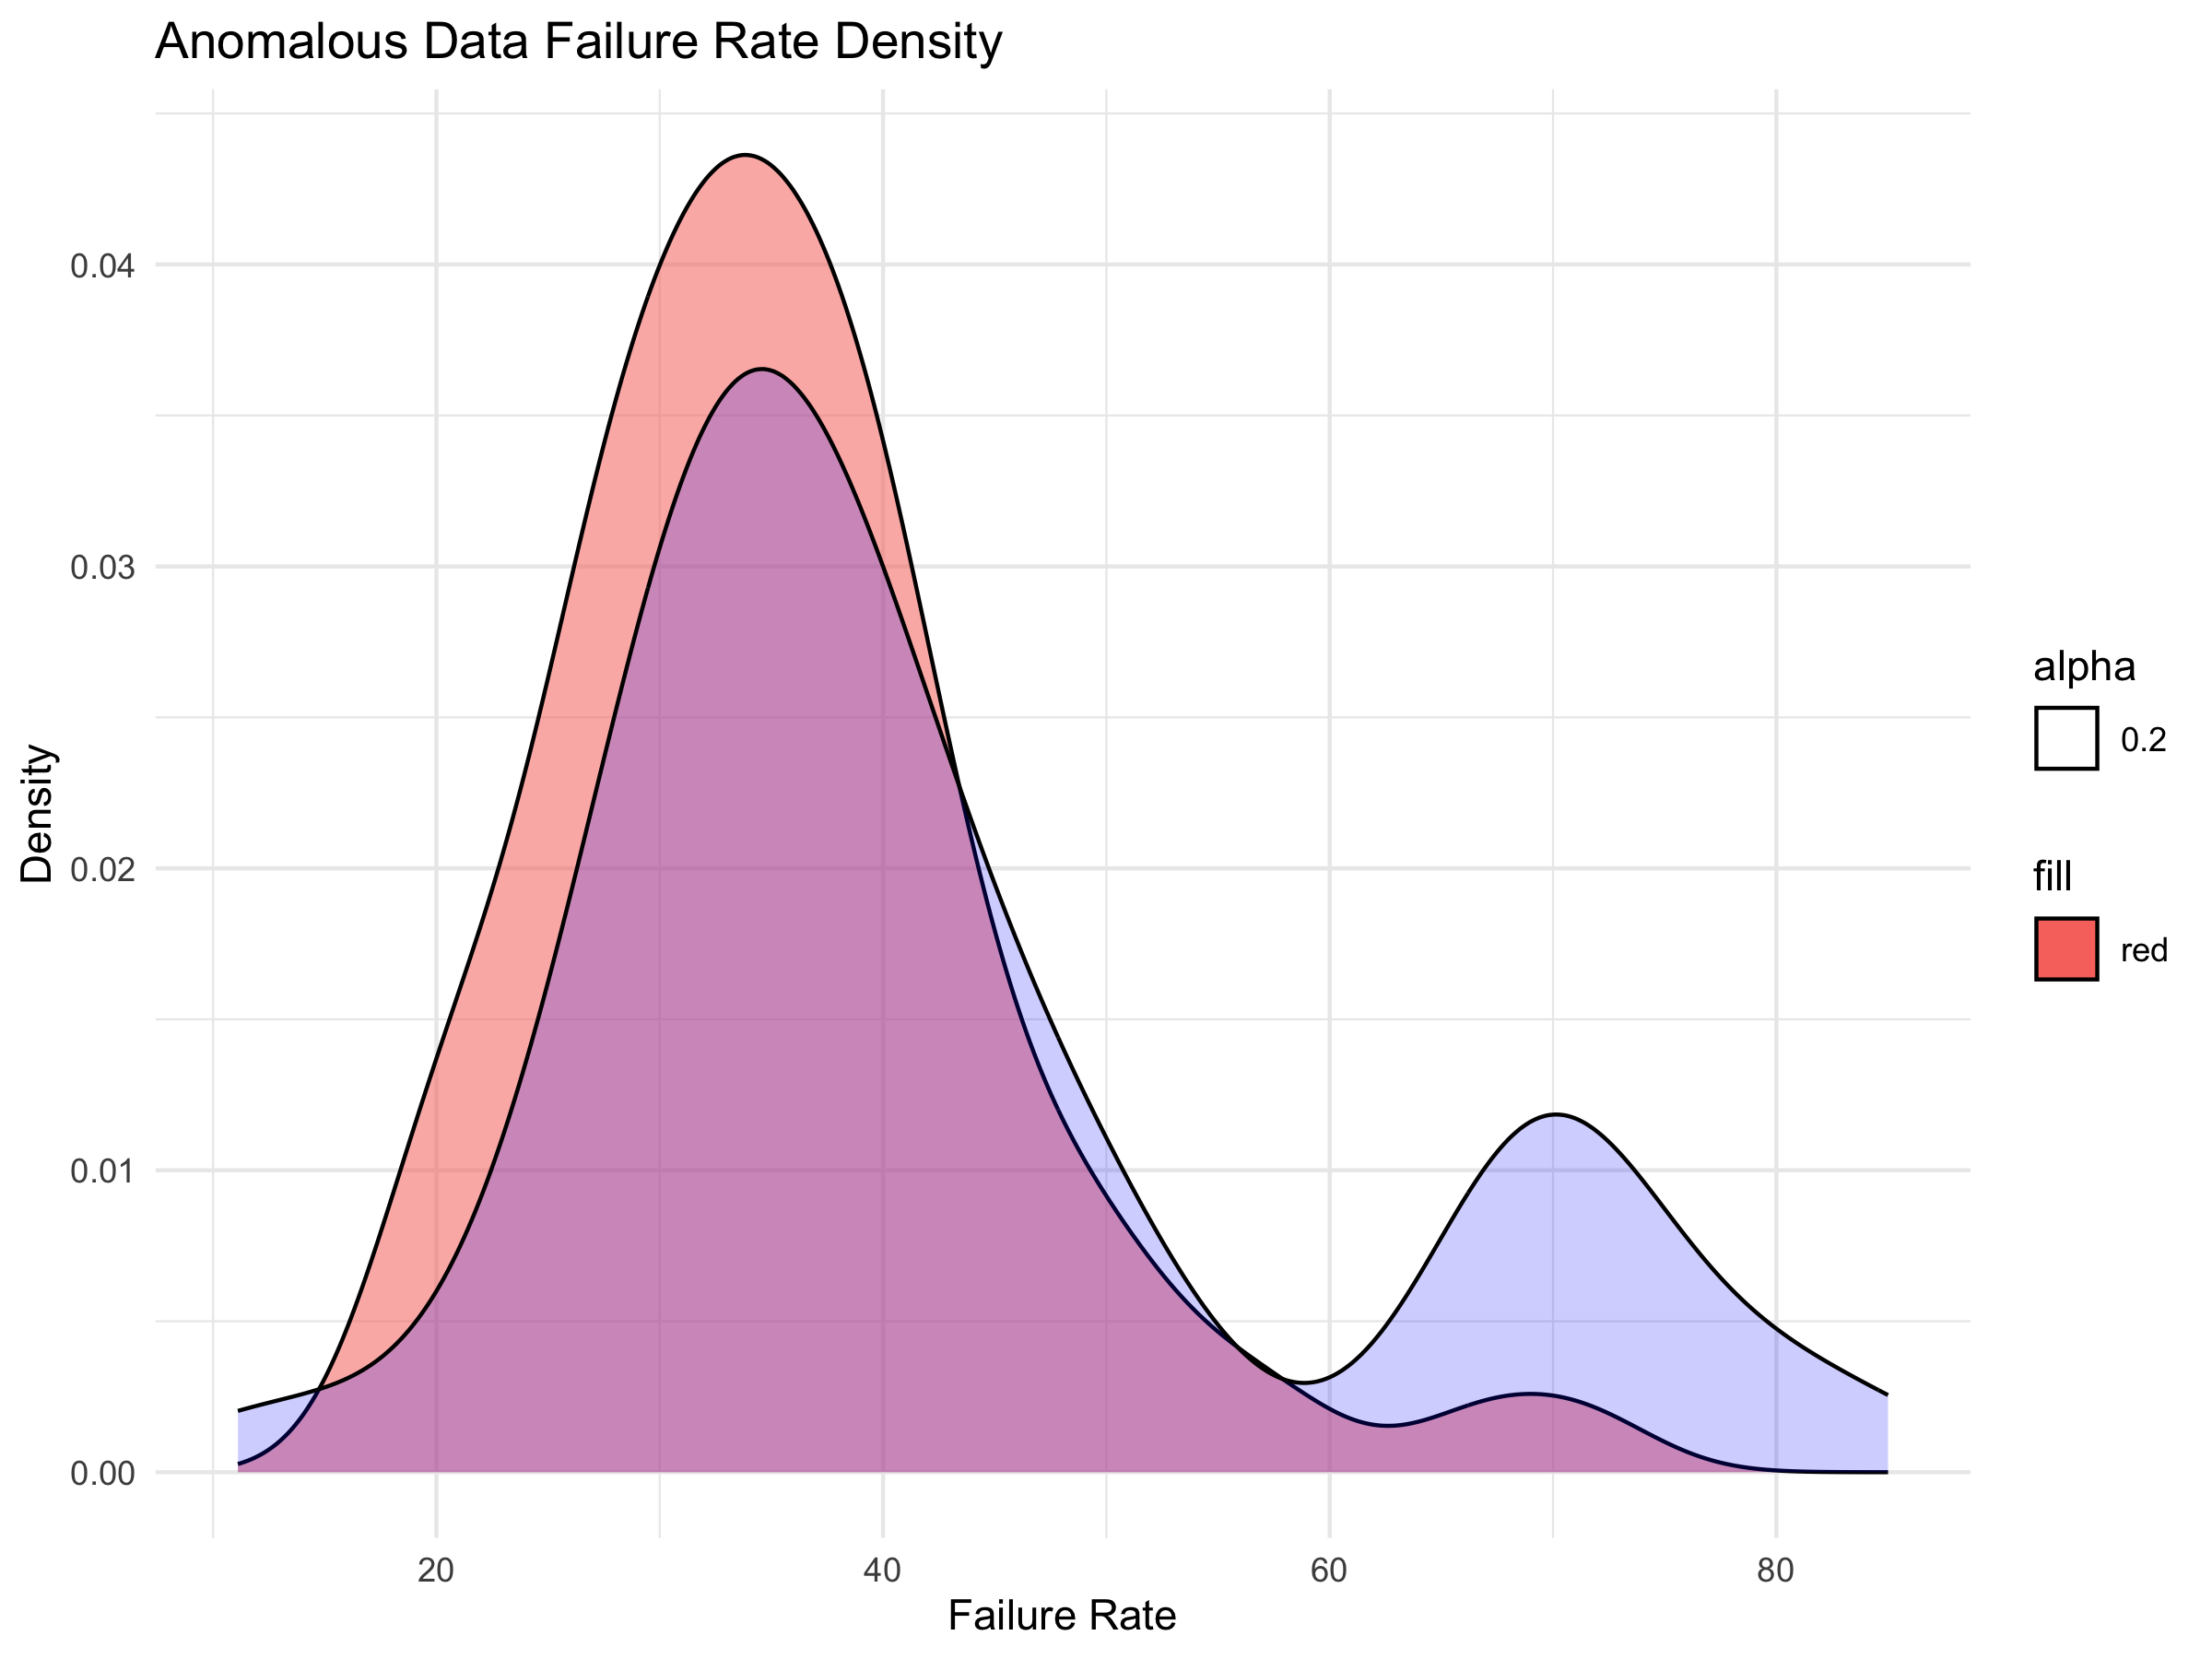 Anomalous Data Failure Rate Density
0.04
0.03
0.02
0.01
0.00
Density
20 40 60 80
Failure Rate
alpha
0.2
fill
red